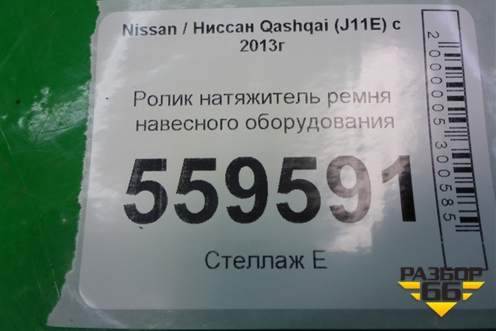 Nissan / Ниссан Qashqai (J11E) с
2013г
Ролик натяжитель ремня
навесного оборудования
559591
Стеллаж Е
2000005300585
РАЗБОР
66